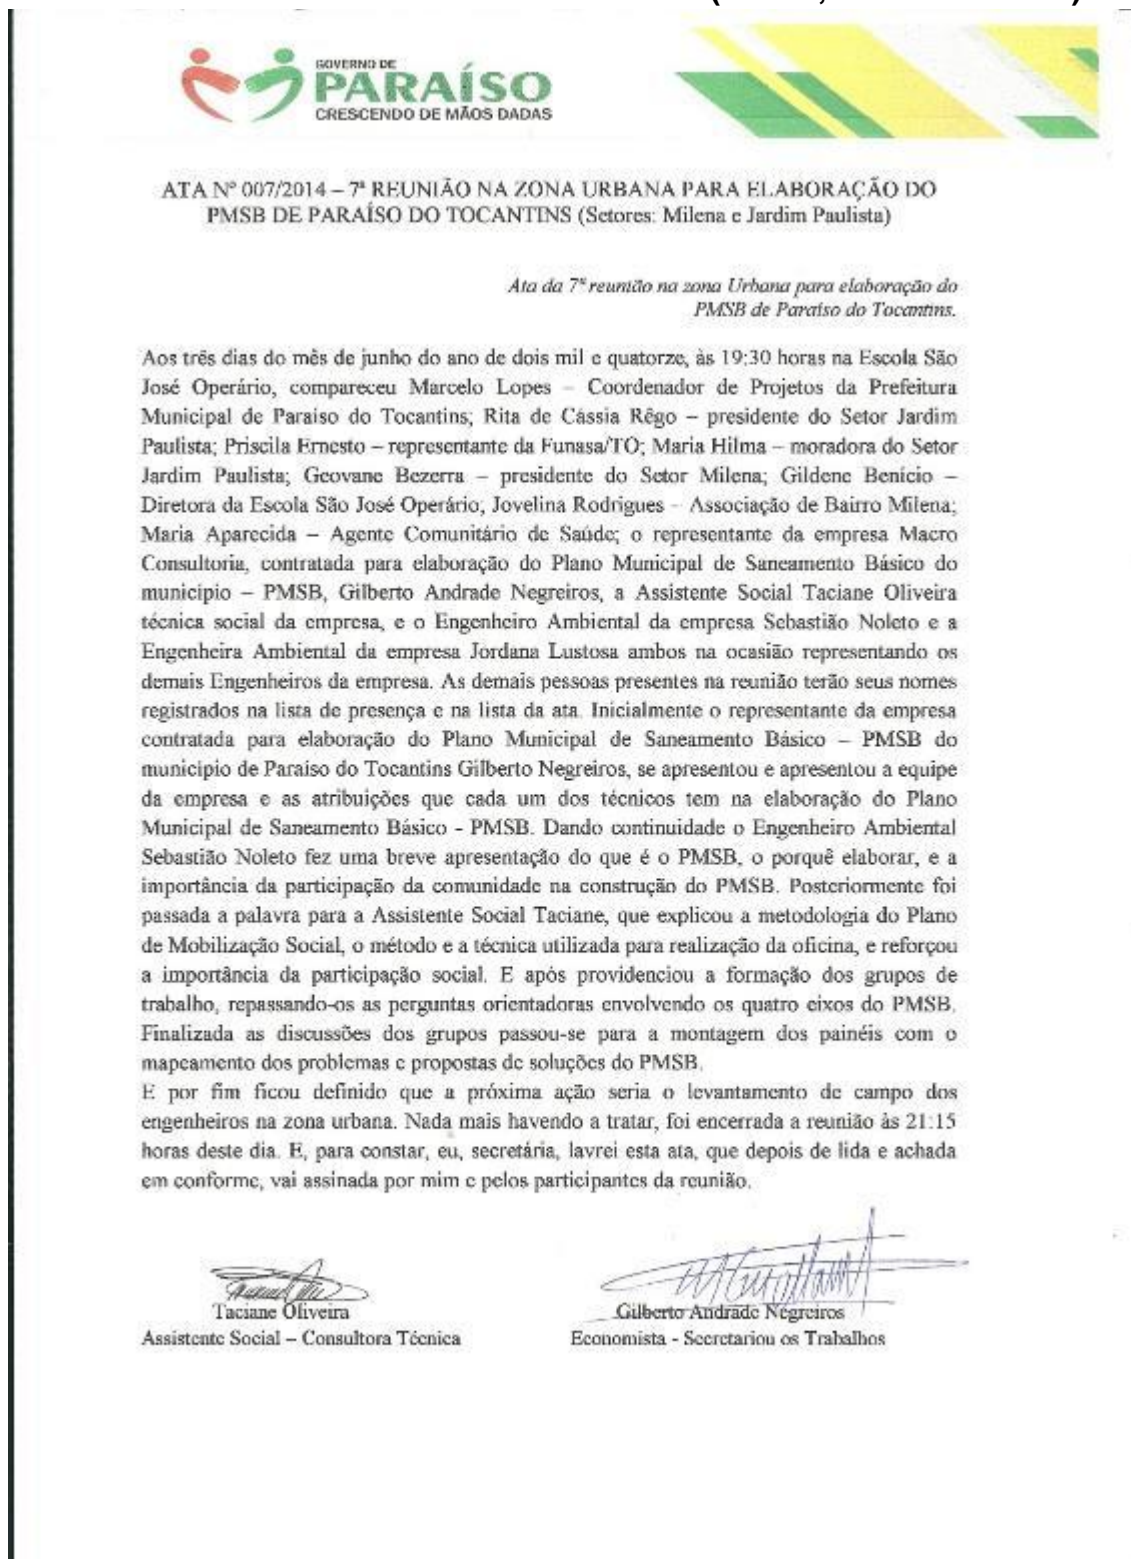 GOVERNO DE
PARAÍSO
CRESCENDO DE MÃOS DADAS
ATA Nº 007/2014 – 7ª REUNIÃO NA ZONA URBANA PARA ELABORAÇÃO DO
PMSB DE PARAÍSO DO TOCANTINS (Setores: Milena e Jardim Paulista)
Ata da 7ª reunião na zona Urbana para elaboração do
PMSB de Paraíso do Tocantins.
Aos três dias do mês de junho do ano de dois mil e quatorze, às 19:30 horas na Escola São
José Operário, compareceu Marcelo Lopes – Coordenador de Projetos da Prefeitura
Municipal de Paraíso do Tocantins; Rita de Cássia Rêgo – presidente do Setor Jardim
Paulista; Priscila Ernesto – representante da Funasa/TO; Maria Hilma – moradora do Setor
Jardim Paulista; Geovane Bezerra – presidente do Setor Milena; Gildene Benício –
Diretora da Escola São José Operário; Jovelina Rodrigues – Associação de Bairro Milena;
Maria Aparecida – Agente Comunitário de Saúde; o representante da empresa Macro
Consultoria, contratada para elaboração do Plano Municipal de Saneamento Básico do
município – PMSB, Gilberto Andrade Negreiros, a Assistente Social Taciane Oliveira
técnica social da empresa, e o Engenheiro Ambiental da empresa Sebastião Noleto e a
Engenheira Ambiental da empresa Jordana Lustosa ambos na ocasião representando os
demais Engenheiros da empresa. As demais pessoas presentes na reunião terão seus nomes
registrados na lista de presença e na lista da ata. Inicialmente o representante da empresa
contratada para elaboração do Plano Municipal de Saneamento Básico – PMSB do
município de Paraíso do Tocantins Gilberto Negreiros, se apresentou e apresentou a equipe
da empresa e as atribuições que cada um dos técnicos tem na elaboração do Plano
Municipal de Saneamento Básico - PMSB. Dando continuidade o Engenheiro Ambiental
Sebastião Noleto fez uma breve apresentação do que é o PMSB, o porquê elaborar, e a
importância da participação da comunidade na construção do PMSB. Posteriormente foi
passada a palavra para a Assistente Social Taciane, que explicou a metodologia do Plano
de Mobilização Social, o método e a técnica utilizada para realização da oficina, e reforçou
a importância da participação social. E após providenciou a formação dos grupos de
trabalho, repassando-os as perguntas orientadoras envolvendo os quatro eixos do PMSB.
Finalizada as discussões dos grupos passou-se para a montagem dos painéis com o
mapeamento dos problemas e propostas de soluções do PMSB.
E por fim ficou definido que a próxima ação seria o levantamento de campo dos
engenheiros na zona urbana. Nada mais havendo a tratar, foi encerrada a reunião às 21:15
horas deste dia. E, para constar, eu, secretária, lavrei esta ata, que depois de lida e achada
em conforme, vai assinada por mim e pelos participantes da reunião.
Taciane Oliveira
Assistente Social – Consultora Técnica
Gilberto Andrade Negreiros
Economista - Secretariou os Trabalhos